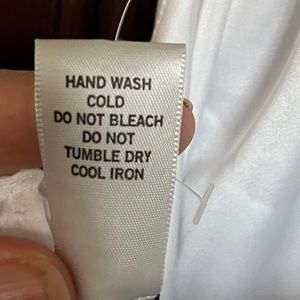 HAND WASH
COLD
DO NOT BLEACH
DO NOT
TUMBLE DRY
COOL IRON